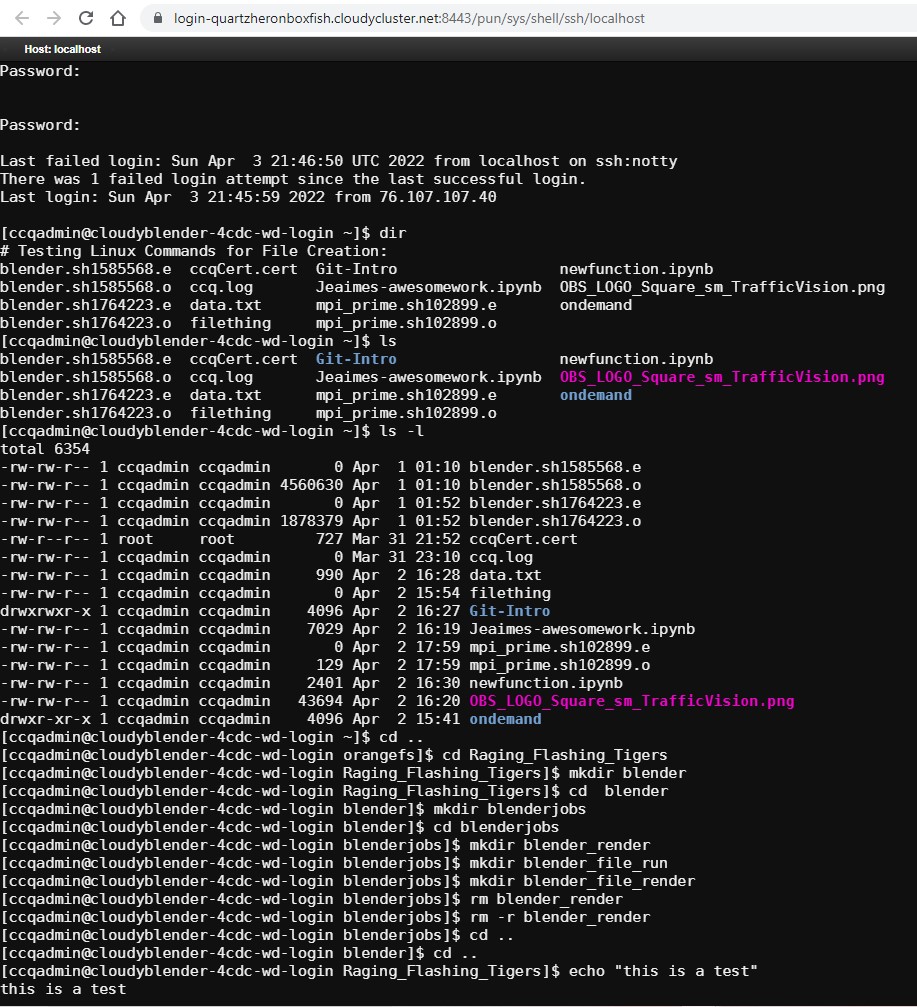 login-quartzheronboxfish.cloudycluster.net:8443/pun/sys/shell/ssh/localhost
Host: localhost
Password:
Password:
Last failed login: Sun Apr  3 21:46:50 UTC 2022 from localhost on ssh:notty
There was 1 failed login attempt since the last successful login.
Last login: Sun Apr  3 21:45:59 2022 from 76.107.107.40
[ccqadmin@cloudyblender-4cdc-wd-login ~]$ dir
# Testing Linux Commands for File Creation:
blender.sh1585568.e  ccqCert.cert  Git-Intro                  newfunction.ipynb
blender.sh1585568.o  ccq.log       Jeaimes-awesomework.ipynb  OBS_LOGO_Square_sm_TrafficVision.png
blender.sh1764223.e  data.txt      mpi_prime.sh102899.e       ondemand
blender.sh1764223.o  filething     mpi_prime.sh102899.o
[ccqadmin@cloudyblender-4cdc-wd-login ~]$ ls
blender.sh1585568.e  ccqCert.cert  Git-Intro                  newfunction.ipynb
blender.sh1585568.o  ccq.log       Jeaimes-awesomework.ipynb  OBS_LOGO_Square_sm_TrafficVision.png
blender.sh1764223.e  data.txt      mpi_prime.sh102899.e       ondemand
blender.sh1764223.o  filething     mpi_prime.sh102899.o
[ccqadmin@cloudyblender-4cdc-wd-login ~]$ ls -l
total 6354
-rw-rw-r-- 1 ccqadmin ccqadmin       0 Apr  1 01:10 blender.sh1585568.e
-rw-rw-r-- 1 ccqadmin ccqadmin 4560630 Apr  1 01:10 blender.sh1585568.o
-rw-rw-r-- 1 ccqadmin ccqadmin       0 Apr  1 01:52 blender.sh1764223.e
-rw-rw-r-- 1 ccqadmin ccqadmin 1878379 Apr  1 01:52 blender.sh1764223.o
-rw-r--r-- 1 root     root         727 Mar 31 21:52 ccqCert.cert
-rw-rw-r-- 1 ccqadmin ccqadmin       0 Mar 31 23:10 ccq.log
-rw-rw-r-- 1 ccqadmin ccqadmin     990 Apr  2 16:28 data.txt
-rw-rw-r-- 1 ccqadmin ccqadmin       0 Apr  2 15:54 filething
drwxrwxr-x 1 ccqadmin ccqadmin    4096 Apr  2 16:27 Git-Intro
-rw-rw-r-- 1 ccqadmin ccqadmin    7029 Apr  2 16:19 Jeaimes-awesomework.ipynb
-rw-rw-r-- 1 ccqadmin ccqadmin       0 Apr  2 17:59 mpi_prime.sh102899.e
-rw-rw-r-- 1 ccqadmin ccqadmin     129 Apr  2 17:59 mpi_prime.sh102899.o
-rw-rw-r-- 1 ccqadmin ccqadmin    2401 Apr  2 16:30 newfunction.ipynb
-rw-rw-r-- 1 ccqadmin ccqadmin   43694 Apr  2 16:20 OBS_LOGO_Square_sm_TrafficVision.png
drwxr-xr-x 1 ccqadmin ccqadmin    4096 Apr  2 15:41 ondemand
[ccqadmin@cloudyblender-4cdc-wd-login ~]$ cd ..
[ccqadmin@cloudyblender-4cdc-wd-login orangefs]$ cd Raging_Flashing_Tigers
[ccqadmin@cloudyblender-4cdc-wd-login Raging_Flashing_Tigers]$ mkdir blender
[ccqadmin@cloudyblender-4cdc-wd-login Raging_Flashing_Tigers]$ cd  blender
[ccqadmin@cloudyblender-4cdc-wd-login blender]$ mkdir blenderjobs
[ccqadmin@cloudyblender-4cdc-wd-login blender]$ cd blenderjobs
[ccqadmin@cloudyblender-4cdc-wd-login blenderjobs]$ mkdir blender_render
[ccqadmin@cloudyblender-4cdc-wd-login blenderjobs]$ mkdir blender_file_run
[ccqadmin@cloudyblender-4cdc-wd-login blenderjobs]$ mkdir blender_file_render
[ccqadmin@cloudyblender-4cdc-wd-login blenderjobs]$ rm blender_render
[ccqadmin@cloudyblender-4cdc-wd-login blenderjobs]$ rm -r blender_render
[ccqadmin@cloudyblender-4cdc-wd-login blenderjobs]$ cd ..
[ccqadmin@cloudyblender-4cdc-wd-login blender]$ cd ..
[ccqadmin@cloudyblender-4cdc-wd-login Raging_Flashing_Tigers]$ echo "this is a test"
this is a test